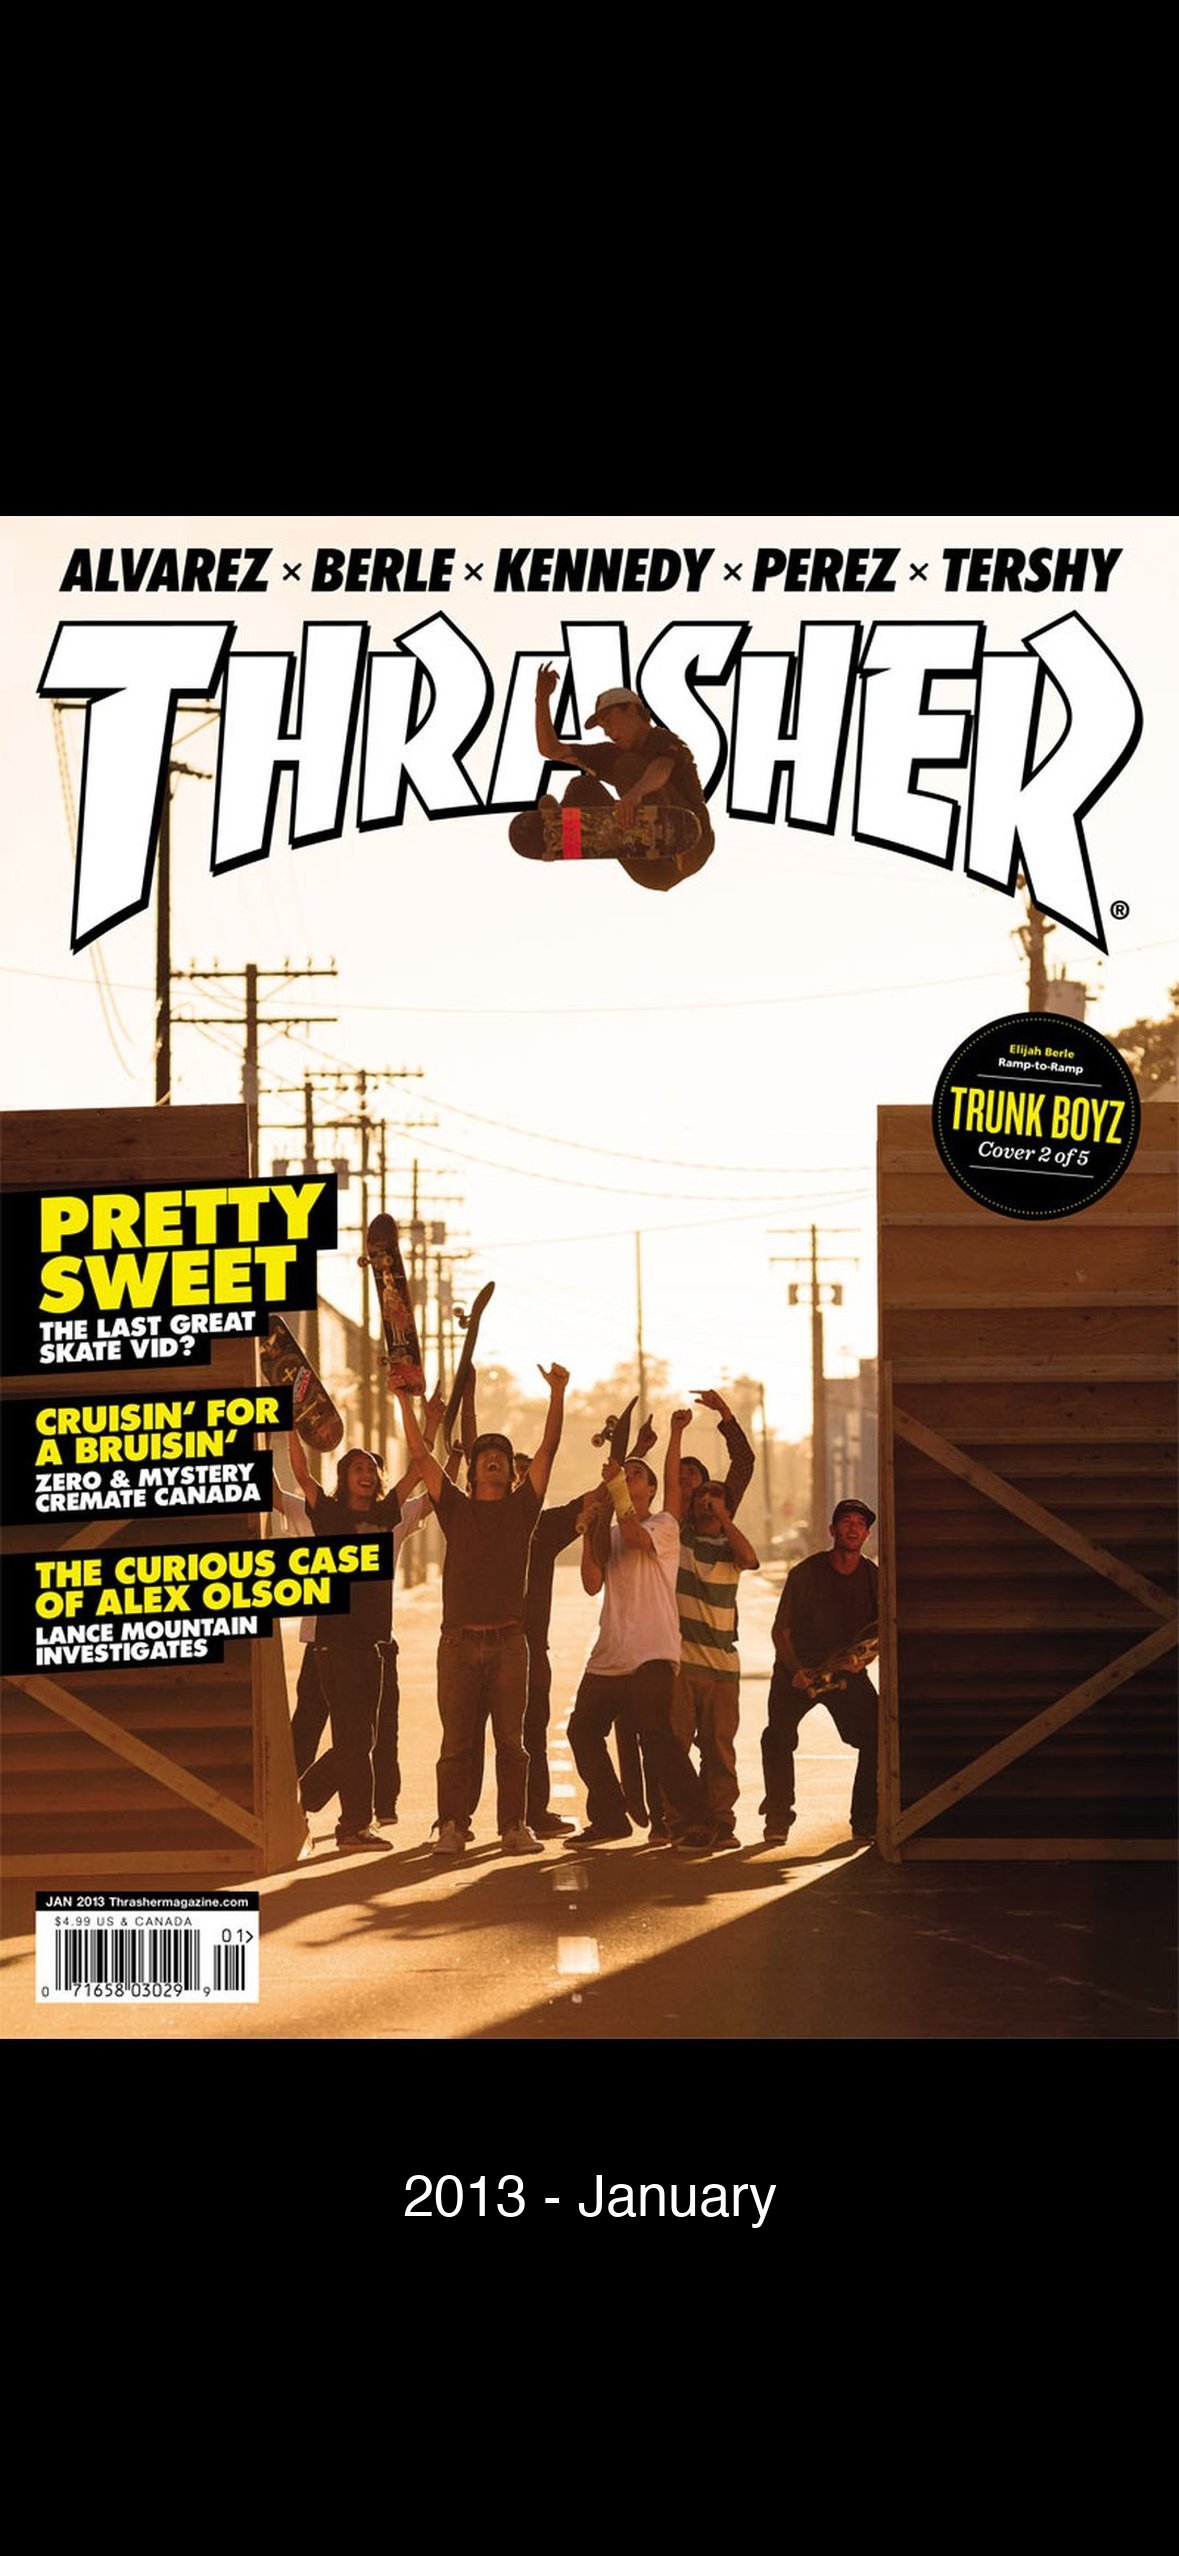 ALVAREZ × BERLE × KENNEDY × PEREZ × TERSHY
THRASHER®
Elijah Berle
Ramp-to-Ramp
TRUNK BOYZ
Cover 2 of 5
PRETTY
SWEET
THE LAST GREAT
SKATE VID?
CRUISIN' FOR
A BRUISIN'
ZERO & MYSTERY
CREMATE CANADA
THE CURIOUS CASE
OF ALEX OLSON
LANCE MOUNTAIN
INVESTIGATES
JAN 2013 Thrashermagazine.com
$4.99 US & CANADA
01>
0 71658 03029 9
2013 - January